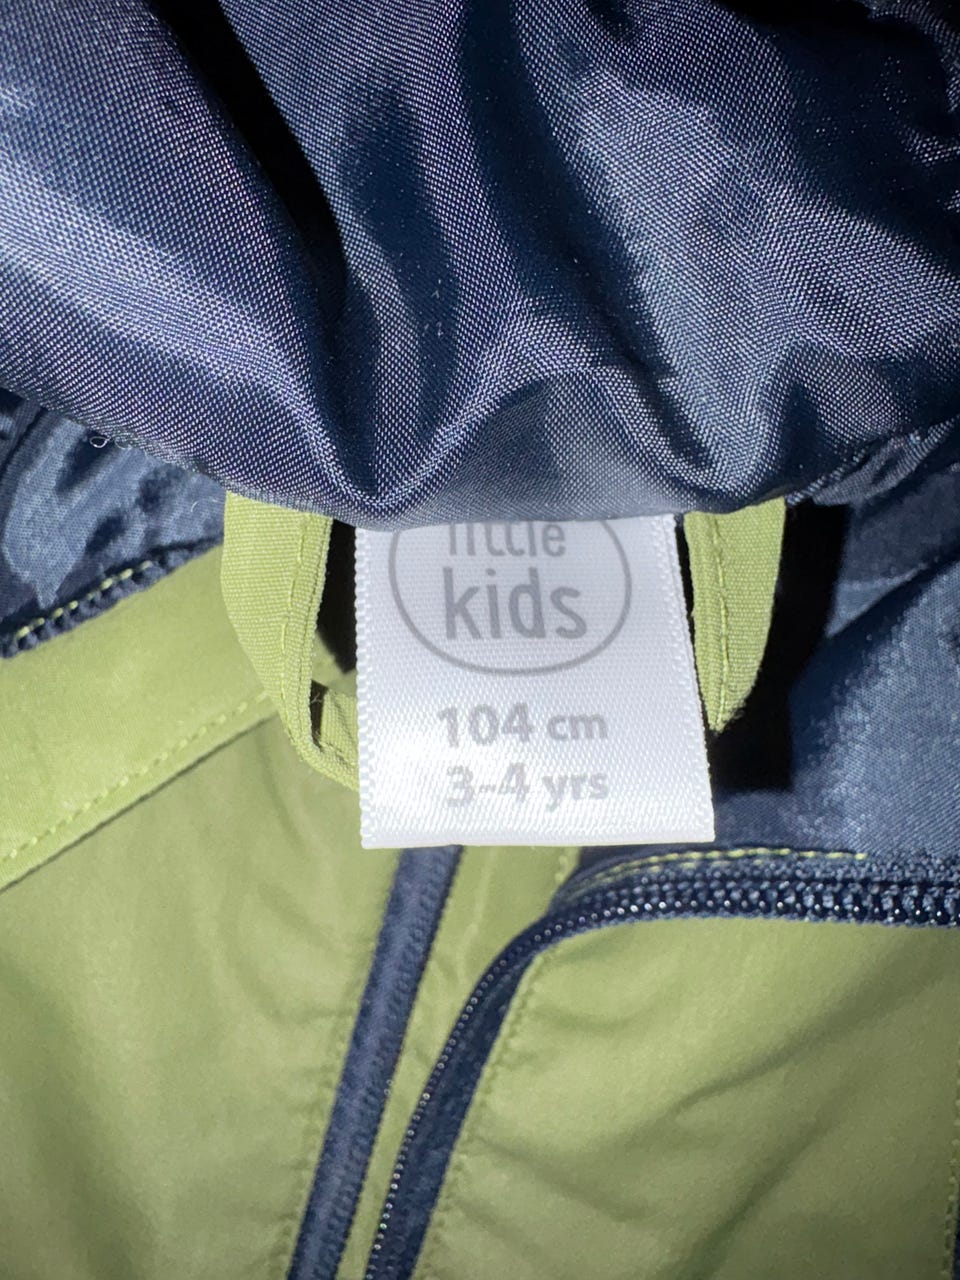 little
kids
104 cm
3-4 yrs